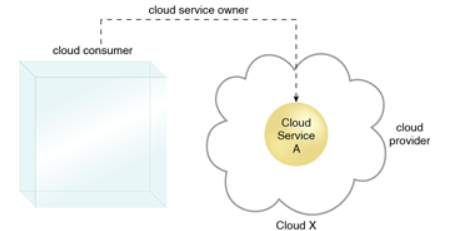 cloud service owner
cloud consumer
Cloud
Service
A
cloud
provider
Cloud X